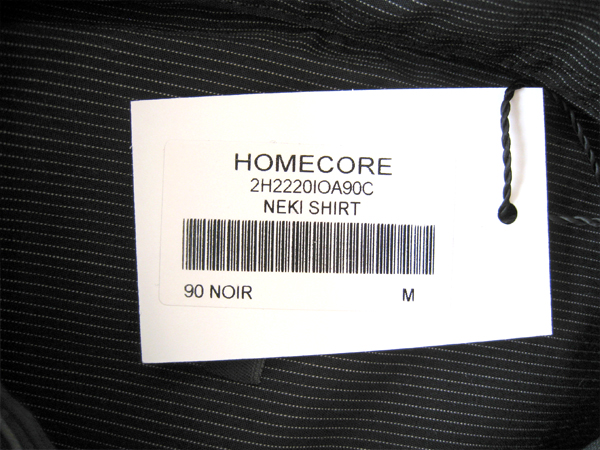 HOMECORE
2H2220IOA90C
NEKI SHIRT
90 NOIR M